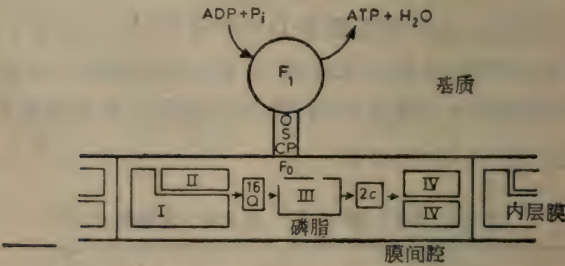 ADP+Pi ATP + H₂O
F₁
基质
O
S
CP
F₀
II 16 III 2c IV
Q
I IV 内层膜
磷脂
膜间腔